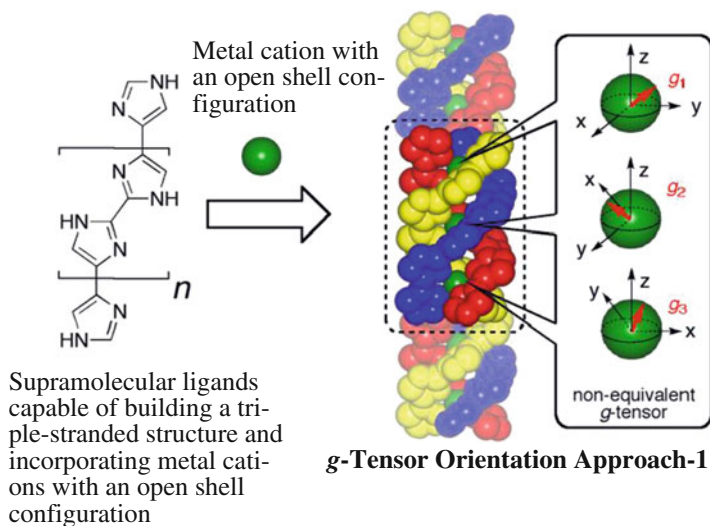 Metal cation with
an open shell con-
figuration
NH
N
N
NH
N
HN
N
HN
n
N
HN
z
g1
x
y
z
x
g2
y
z
y
g3
x
non-equivalent
g-tensor
Supramolecular ligands
capable of building a tri-
ple-stranded structure and
incorporating metal cati-
ons with an open shell
configuration
g-Tensor Orientation Approach-1